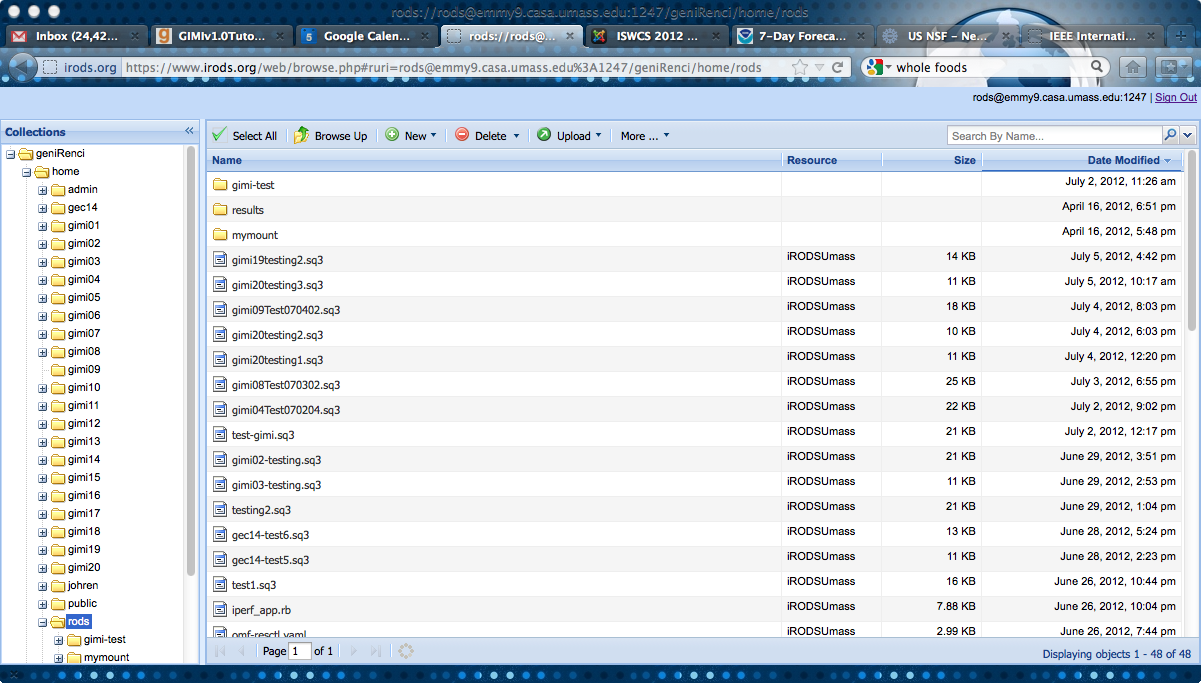 rods://rods@emmy9.casa.umass.edu:1247/geniRenci/home/rods
Inbox (24,42... × GIMIv1.0Tuto... × Google Calen... × rods://rods@... × ISWCS 2012 ... × 7-Day Foreca... × US NSF – Ne... × IEEE Internati... ×
irods.org https://www.irods.org/web/browse.php#ruri=rods@emmy9.casa.umass.edu%3A1247/geniRenci/home/rods whole foods
rods@emmy9.casa.umass.edu:1247 | Sign Out
Collections
geniRenci
home
admin
gec14
gimi01
gimi02
gimi03
gimi04
gimi05
gimi06
gimi07
gimi08
gimi09
gimi10
gimi11
gimi12
gimi13
gimi14
gimi15
gimi16
gimi17
gimi18
gimi19
gimi20
johren
public
rods
gimi-test
mymount
Select All Browse Up New Delete Upload More ... Search By Name...
Name Resource Size Date Modified
gimi-test July 2, 2012, 11:26 am
results April 16, 2012, 6:51 pm
mymount April 16, 2012, 5:48 pm
gimi19testing2.sq3 iRODSUmass 14 KB July 5, 2012, 4:42 pm
gimi20testing3.sq3 iRODSUmass 11 KB July 5, 2012, 10:17 am
gimi09Test070402.sq3 iRODSUmass 18 KB July 4, 2012, 8:03 pm
gimi20testing2.sq3 iRODSUmass 10 KB July 4, 2012, 6:03 pm
gimi20testing1.sq3 iRODSUmass 11 KB July 4, 2012, 12:20 pm
gimi08Test070302.sq3 iRODSUmass 25 KB July 3, 2012, 6:55 pm
gimi04Test070204.sq3 iRODSUmass 22 KB July 2, 2012, 9:02 pm
test-gimi.sq3 iRODSUmass 21 KB July 2, 2012, 12:17 pm
gimi02-testing.sq3 iRODSUmass 21 KB June 29, 2012, 3:51 pm
gimi03-testing.sq3 iRODSUmass 11 KB June 29, 2012, 2:53 pm
testing2.sq3 iRODSUmass 21 KB June 29, 2012, 1:04 pm
gec14-test6.sq3 iRODSUmass 13 KB June 28, 2012, 5:24 pm
gec14-test5.sq3 iRODSUmass 11 KB June 28, 2012, 2:23 pm
test1.sq3 iRODSUmass 16 KB June 26, 2012, 10:44 pm
iperf_app.rb iRODSUmass 7.88 KB June 26, 2012, 10:04 pm
omf-resctl.yaml iRODSUmass 2.99 KB June 26, 2012, 7:44 pm
Page 1 of 1 Displaying objects 1 - 48 of 48